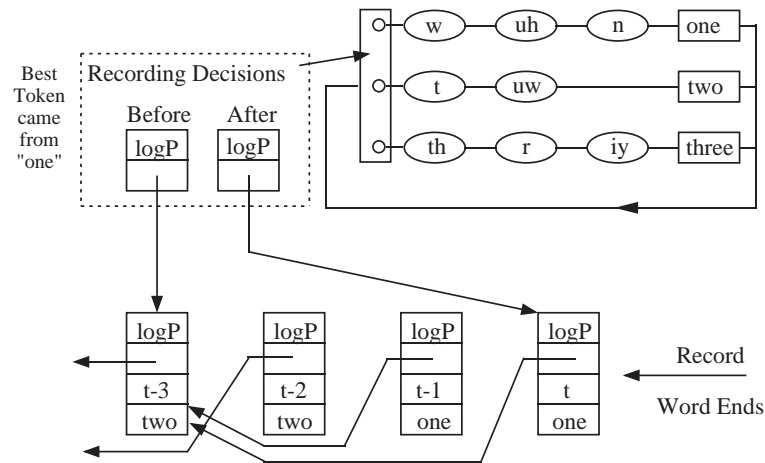 w uh n one
Best Token came from "one"
Recording Decisions
t uw two
Before After
logP logP
th r iy three
logP logP logP logP
Record
t-3 t-2 t-1 t
Word Ends
two two one one